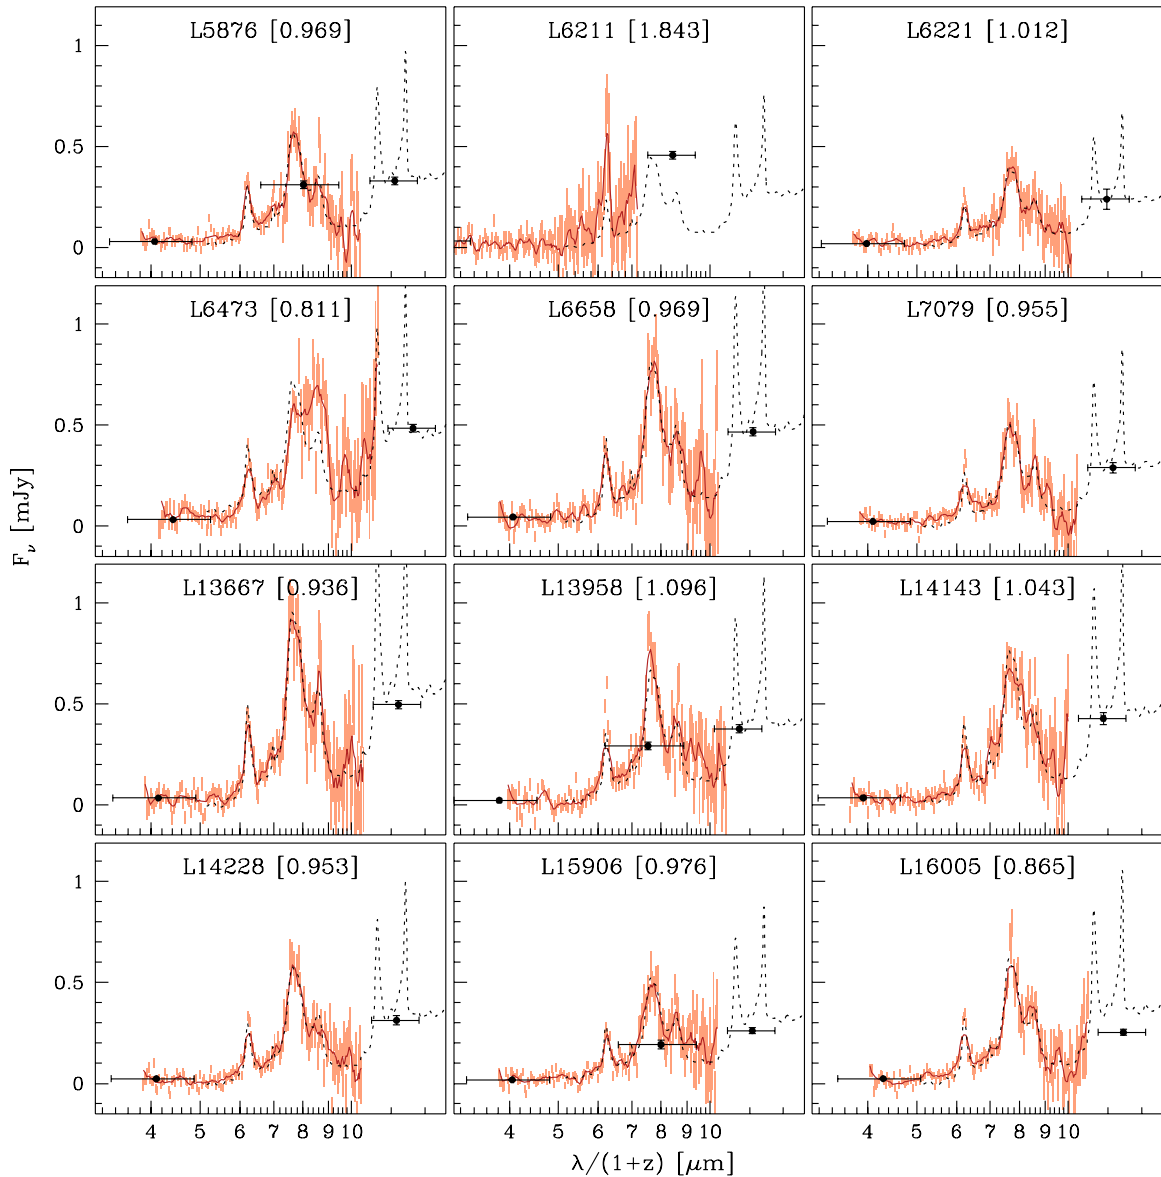 L5876 [0.969]
L6211 [1.843]
L6221 [1.012]
1
0.5
0
L6473 [0.811]
L6658 [0.969]
L7079 [0.955]
1
0.5
0
F_ν [mJy]
L13667 [0.936]
L13958 [1.096]
L14143 [1.043]
1
0.5
0
L14228 [0.953]
L15906 [0.976]
L16005 [0.865]
1
0.5
0
4 5 6 7 8 9 10
4 5 6 7 8 9 10
4 5 6 7 8 9 10
λ/(1+z) [μm]